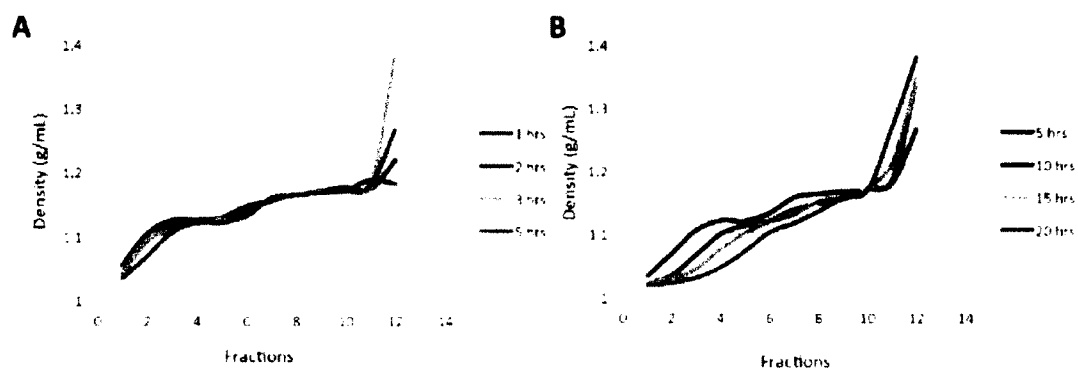 A
Density (g/mL)
1.4
1.3
1.2
1.1
1
0 2 4 6 8 10 12 14
Fractions
1 hrs
2 hrs
3 hrs
5 hrs
B
Density (g/mL)
1.4
1.3
1.2
1.1
1
0 2 4 6 8 10 12 14
Fractions
5 hrs
10 hrs
15 hrs
20 hrs